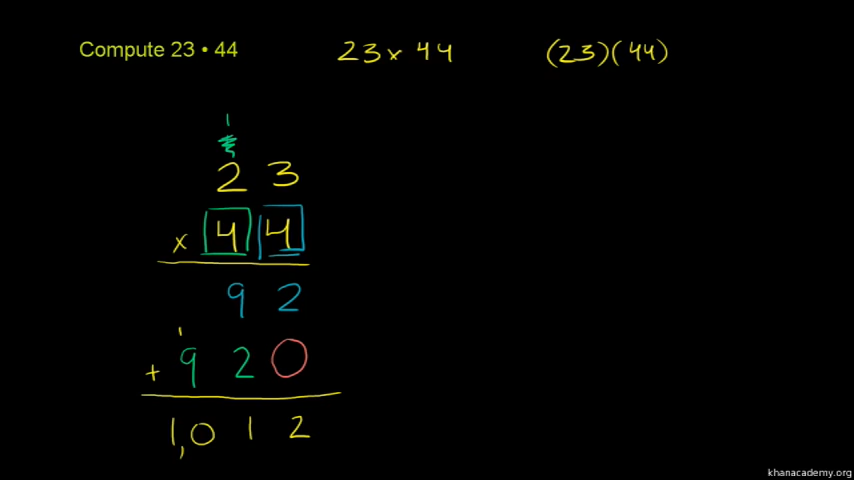 Compute 23 • 44 23 x 44 (23)(44)
1
2 3
x 4 4
9 2
1
+ 9 2 0
1,0 1 2
khanacademy.org